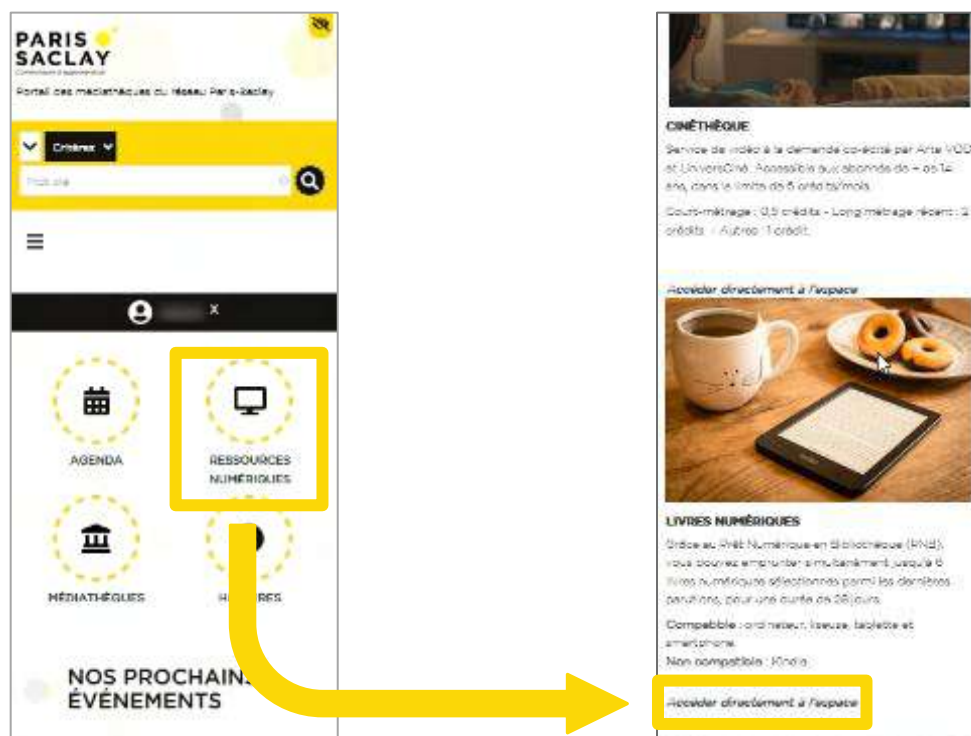 PARIS
SACLAY
Portail des médiathèques du réseau Paris-Saclay
Critères
Mot clé
x
AGENDA
RESSOURCES
NUMÉRIQUES
MÉDIATHÈQUES
NOS PROCHAINS
ÉVÉNEMENTS
CINÉTHÈQUE
Service de vidéo à la demande co-édité par Arte VOD
et UniversCiné. Accessible aux abonnés de + de 14
ans, dans la limite de 5 crédits/mois.
Court-métrage : 0,5 crédits - Long métrage récent : 2
crédits - Autres : 1 crédit.
Accéder directement à l'espace
LIVRES NUMÉRIQUES
Grâce au Prêt Numérique en Bibliothèque (PNB),
vous pouvez emprunter simultanément jusqu'à 6
livres numériques sélectionnés parmi les dernières
parutions, pour une durée de 28 jours.
Compatible : ordinateur, liseuse, tablette et
smartphone.
Non compatible : Kindle
Accéder directement à l'espace